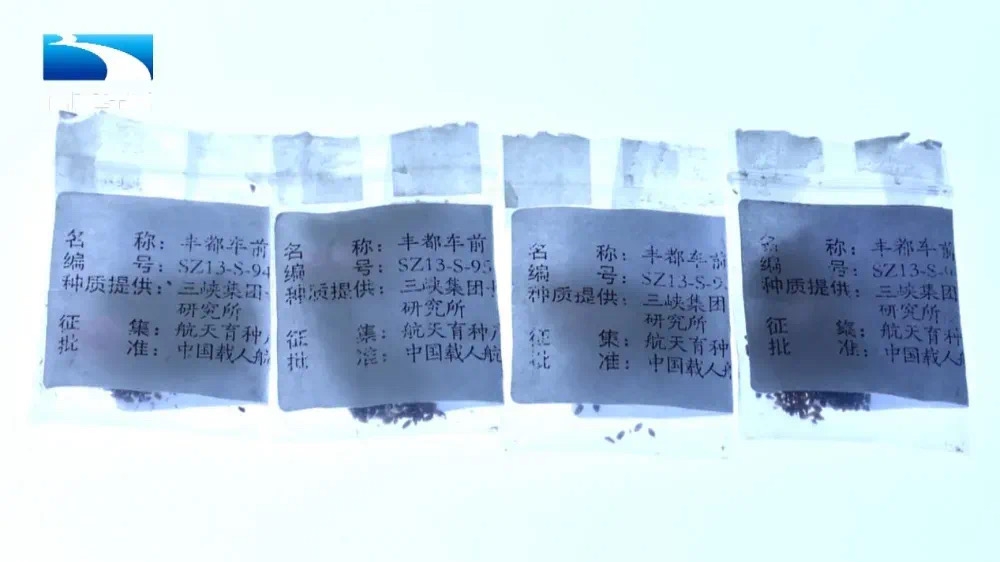 名 称：丰都车前
编 号：SZ13-S-94
种质提供：三峡集团
研究所
征 集：航天育种
批 准：中国载人航
名 称：丰都车前
编 号：SZ13-S-95
种质提供：三峡集团
研究所
征 集：航天育种
批 准：中国载人航
名 称：丰都车前
编 号：SZ13-S-9
种质提供：三峡集团
研究所
征 集：航天育种
批 准：中国载人
名 称：丰都车前
编 号：SZ13-S-
种质提供：三峡集团
研究所
征 集：航天育种
批 准：中国载人航